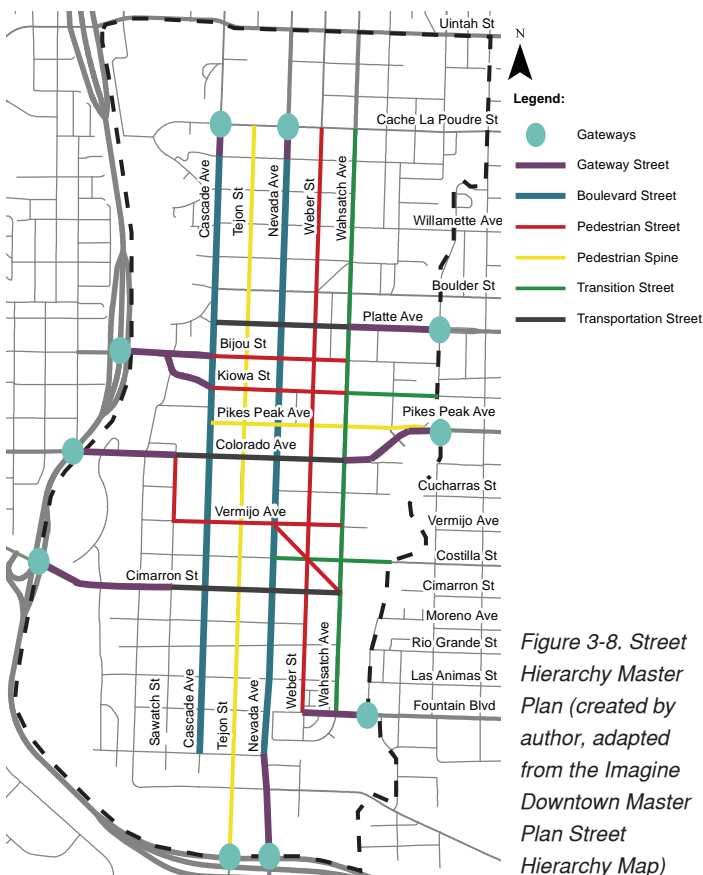 Uintah St
N
Legend:
Cache La Poudre St
Gateways
Gateway Street
Cascade Ave
Tejon St
Nevada Ave
Weber St
Wahsatch Ave
Boulevard Street
Willamette Ave
Pedestrian Street
Pedestrian Spine
Boulder St
Transition Street
Platte Ave
Transportation Street
Bijou St
Kiowa St
Pikes Peak Ave
Pikes Peak Ave
Colorado Ave
Cucharras St
Vermijo Ave
Vermijo Ave
Costilla St
Cimarron St
Cimarron St
Moreno Ave
Rio Grande St
Las Animas St
Fountain Blvd
Sawatch St
Cascade Ave
Tejon St
Nevada Ave
Weber St
Wahsatch Ave
Figure 3-8. Street
Hierarchy Master
Plan (created by
author, adapted
from the Imagine
Downtown Master
Plan Street
Hierarchy Map)